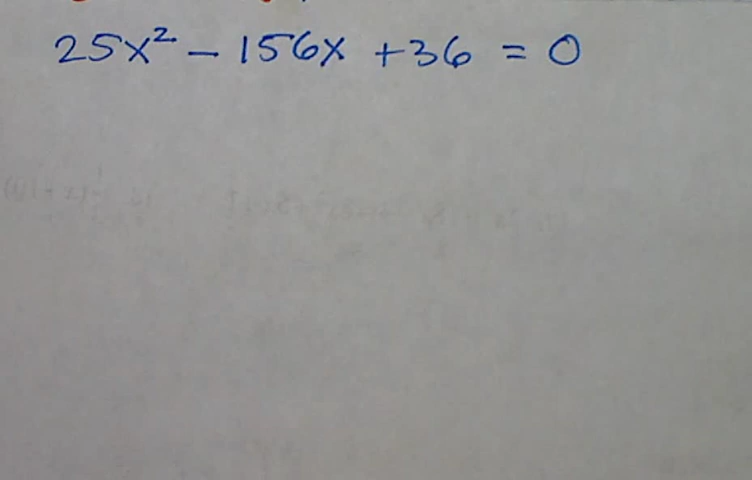 25x² - 156x + 36 = 0